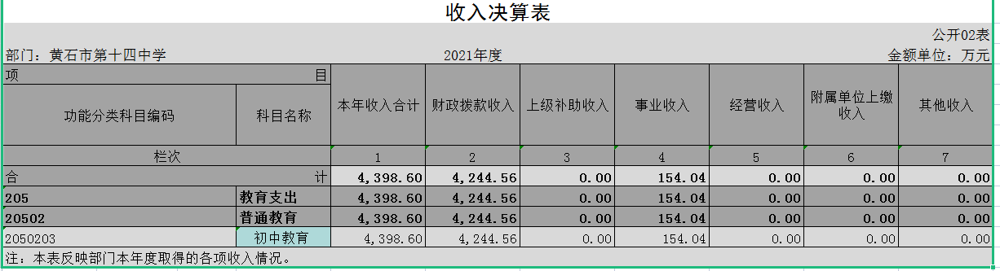 收入决算表
公开02表
部门：黄石市第十四中学 2021年度 金额单位：万元
项 目 本年收入合计 财政拨款收入 上级补助收入 事业收入 经营收入 附属单位上缴收入 其他收入
功能分类科目编码 科目名称
栏次 1 2 3 4 5 6 7
合 计 4,398.60 4,244.56 0.00 154.04 0.00 0.00 0.00
205 教育支出 4,398.60 4,244.56 0.00 154.04 0.00 0.00 0.00
20502 普通教育 4,398.60 4,244.56 0.00 154.04 0.00 0.00 0.00
2050203 初中教育 4,398.60 4,244.56 0.00 154.04 0.00 0.00 0.00
注：本表反映部门本年度取得的各项收入情况。